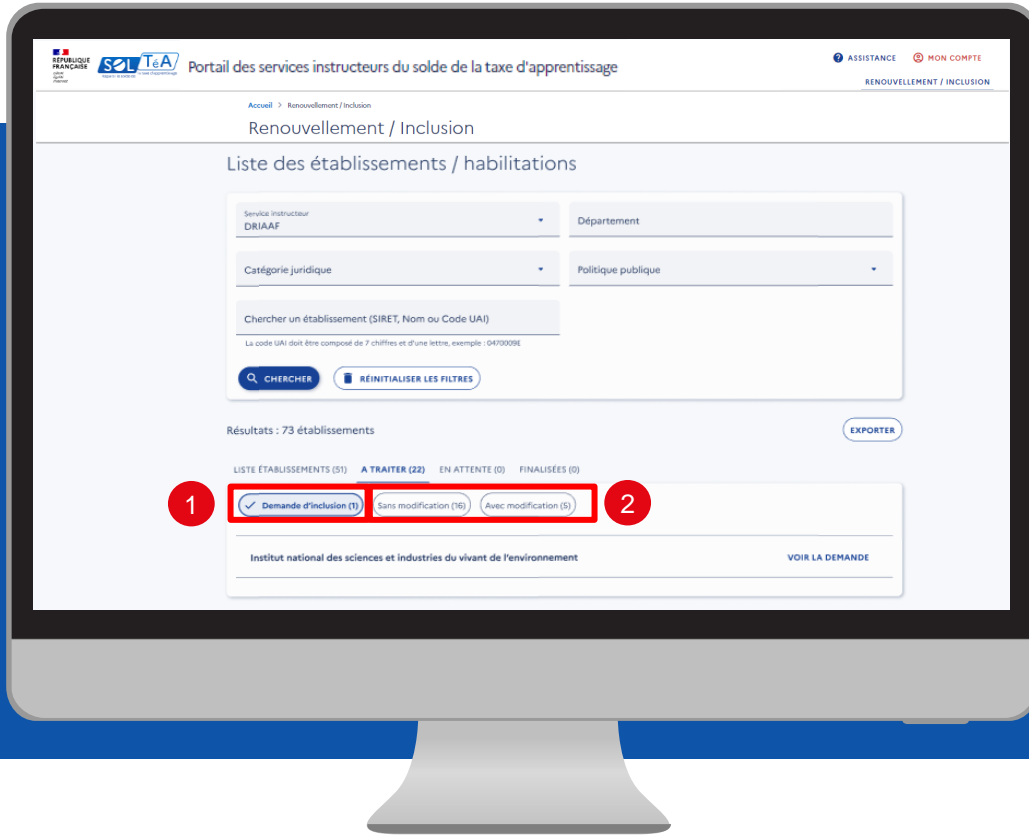 RÉPUBLIQUE
FRANÇAISE
SOLTéA
Portail des services instructeurs du solde de la taxe d'apprentissage
ASSISTANCE
MON COMPTE
RENOUVELLEMENT / INCLUSION
Accueil > Renouvellement / Inclusion
Renouvellement / Inclusion
Liste des établissements / habilitations
Service instructeur
DRIAAF
Département
Catégorie juridique
Politique publique
Chercher un établissement (SIRET, Nom ou Code UAI)
La code UAI doit être composé de 7 chiffres et d'une lettre, exemple : 0470009E
CHERCHER
RÉINITIALISER LES FILTRES
Résultats : 73 établissements
EXPORTER
LISTE ÉTABLISSEMENTS (51) A TRAITER (22) EN ATTENTE (0) FINALISÉES (0)
1
Demande d'inclusion (1) Sans modification (16) Avec modification (5)
2
Institut national des sciences et industries du vivant de l'environnement
VOIR LA DEMANDE